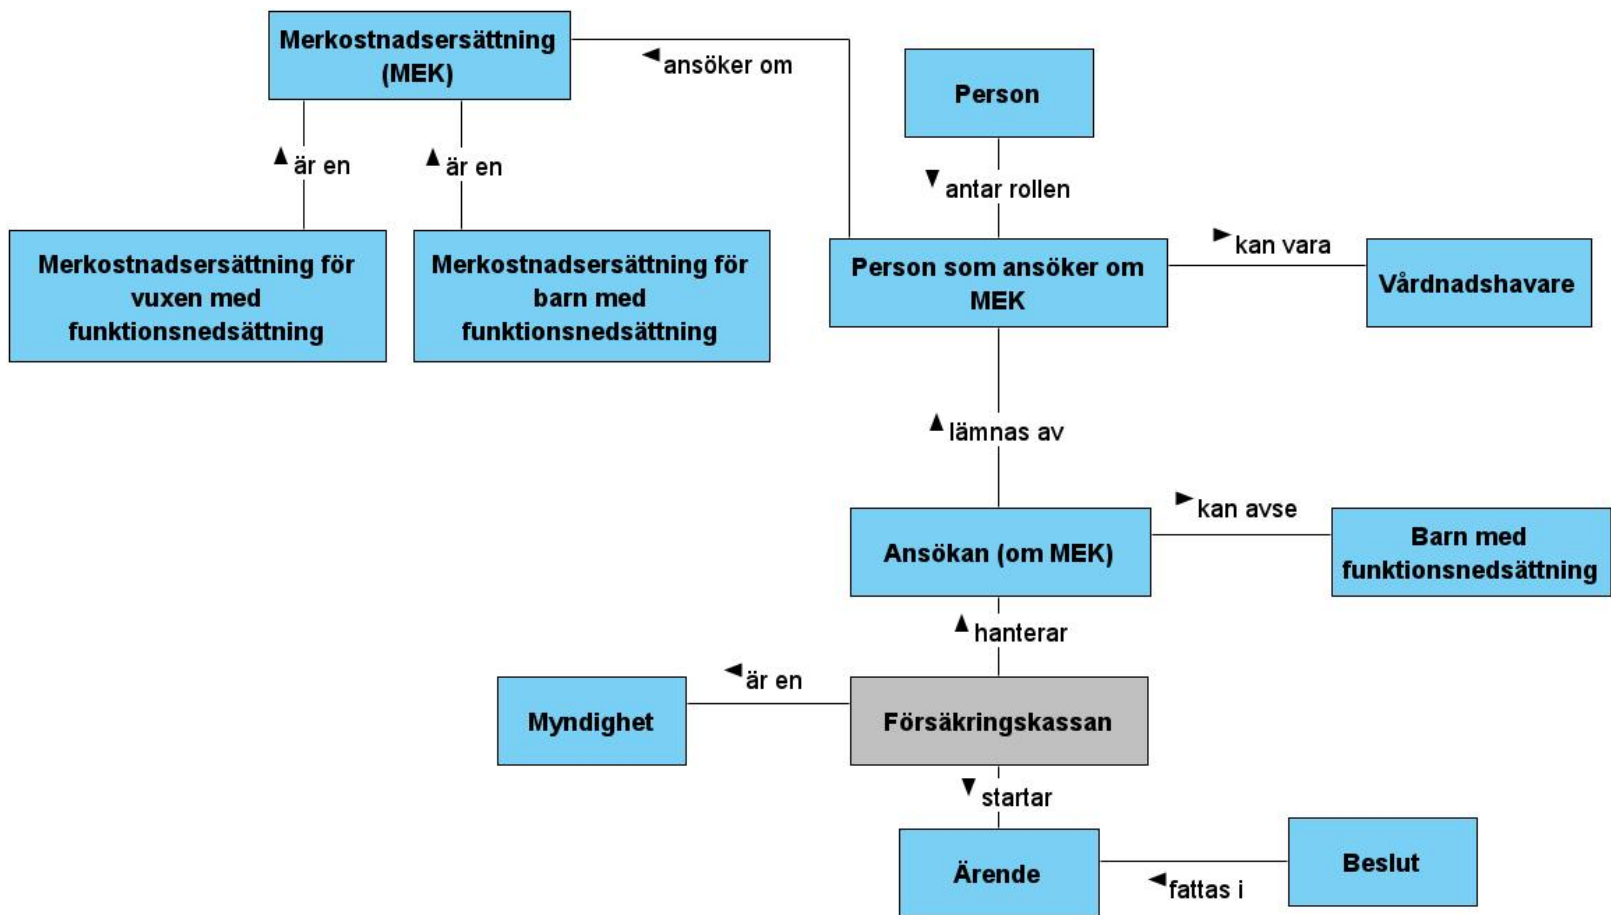 Merkostnadsersättning
(MEK)
ansöker om
Person
är en
är en
antar rollen
Merkostnadsersättning för
vuxen med
funktionsnedsättning
Merkostnadsersättning för
barn med
funktionsnedsättning
Person som ansöker om
MEK
kan vara
Vårdnadshavare
lämnas av
Ansökan (om MEK)
kan avse
Barn med
funktionsnedsättning
hanterar
Myndighet
är en
Försäkringskassan
startar
Ärende
fattas i
Beslut